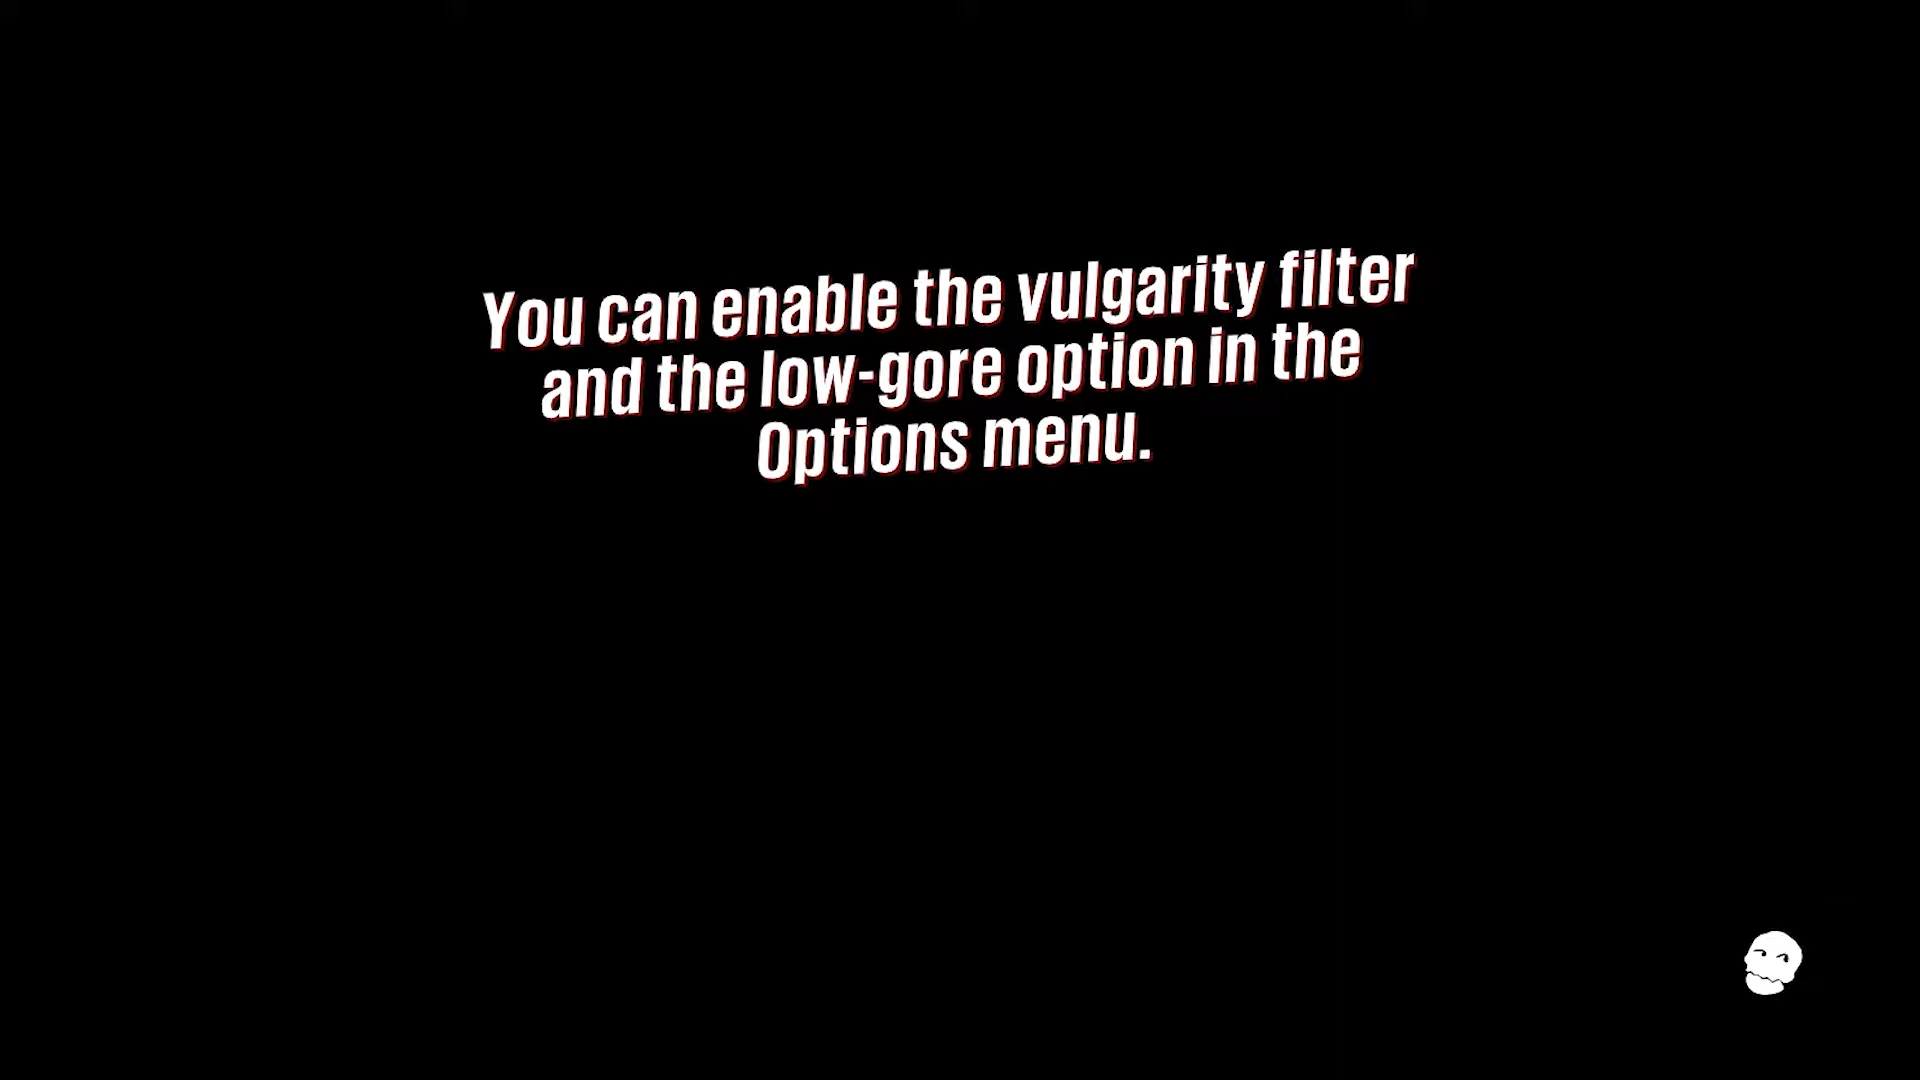 You can enable the vulgarity filter
and the low-gore option in the
Options menu.